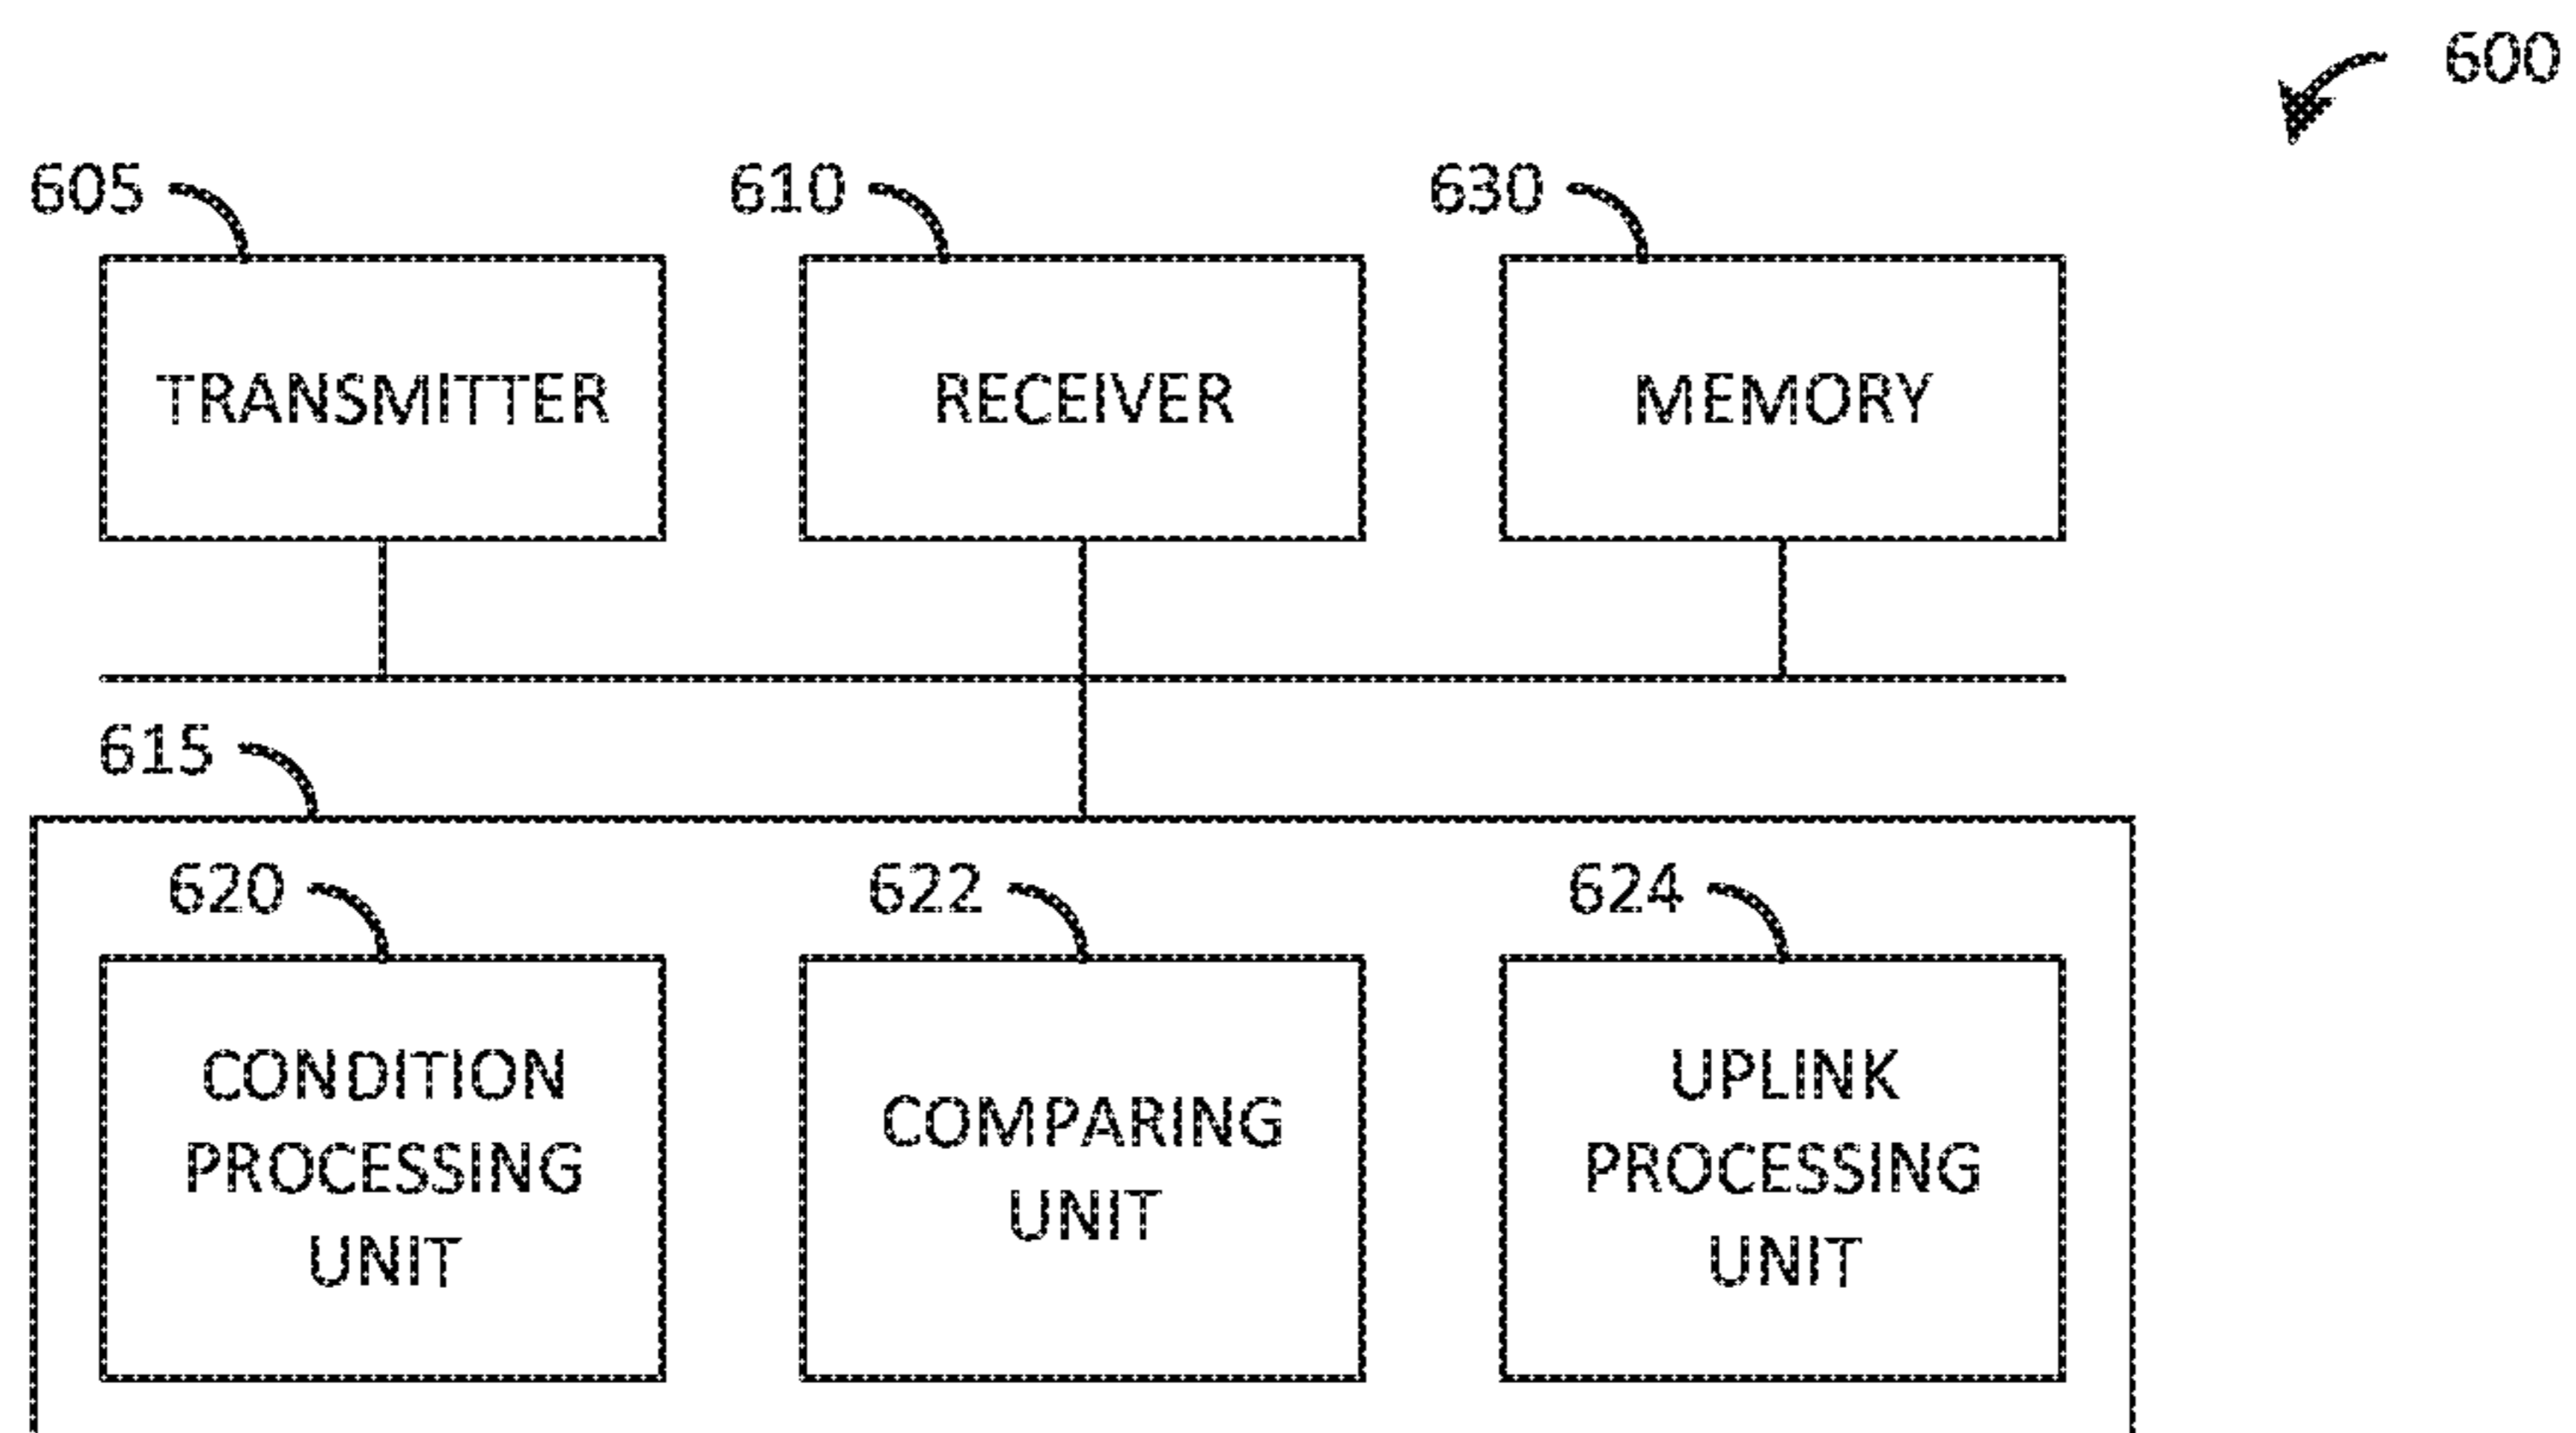 600
605
610
630
TRANSMITTER
RECEIVER
MEMORY
615
620
622
624
CONDITION
PROCESSING
UNIT
COMPARING
UNIT
UPLINK
PROCESSING
UNIT